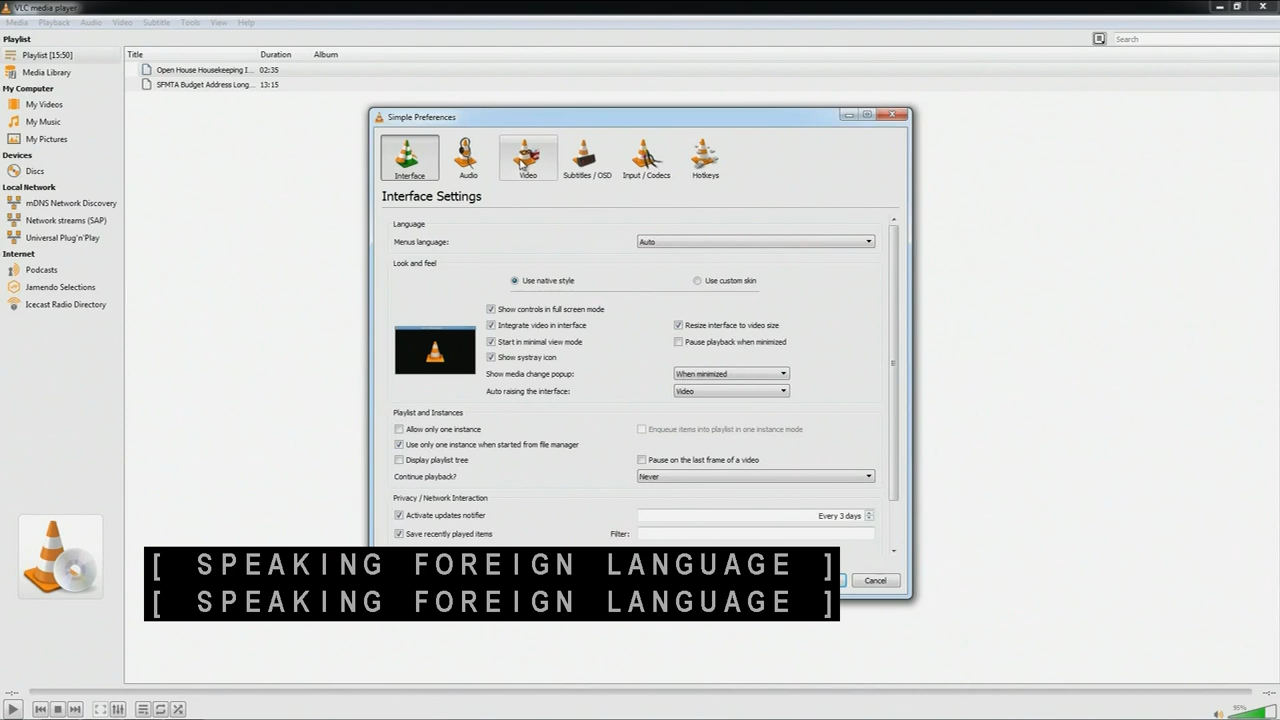 VLC media player
Media Playback Audio Video Subtitle Tools View Help
Playlist
Search
Playlist [15:50]
Media Library
My Computer
My Videos
My Music
My Pictures
Devices
Discs
Local Network
mDNS Network Discovery
Network streams (SAP)
Universal Plug'n'Play
Internet
Podcasts
Jamendo Selections
Icecast Radio Directory
Title Duration Album
Open House Housekeeping I... 02:35
SFMTA Budget Address Long... 13:15
Simple Preferences
Interface Audio Video Subtitles / OSD Input / Codecs Hotkeys
Interface Settings
Language
Menus language: Auto
Look and feel
Use native style Use custom skin
Show controls in full screen mode
Integrate video in interface Resize interface to video size
Start in minimal view mode Pause playback when minimized
Show systray icon
Show media change popup: When minimized
Auto raising the interface: Video
Playlist and Instances
Allow only one instance Enqueue items into playlist in one instance mode
Use only one instance when started from file manager
Display playlist tree Pause on the last frame of a video
Continue playback? Never
Privacy / Network Interaction
Activate updates notifier Every 3 days
Save recently played items Filter:
Cancel
[ SPEAKING FOREIGN LANGUAGE ]
[ SPEAKING FOREIGN LANGUAGE ]
--:-- --:--
95%